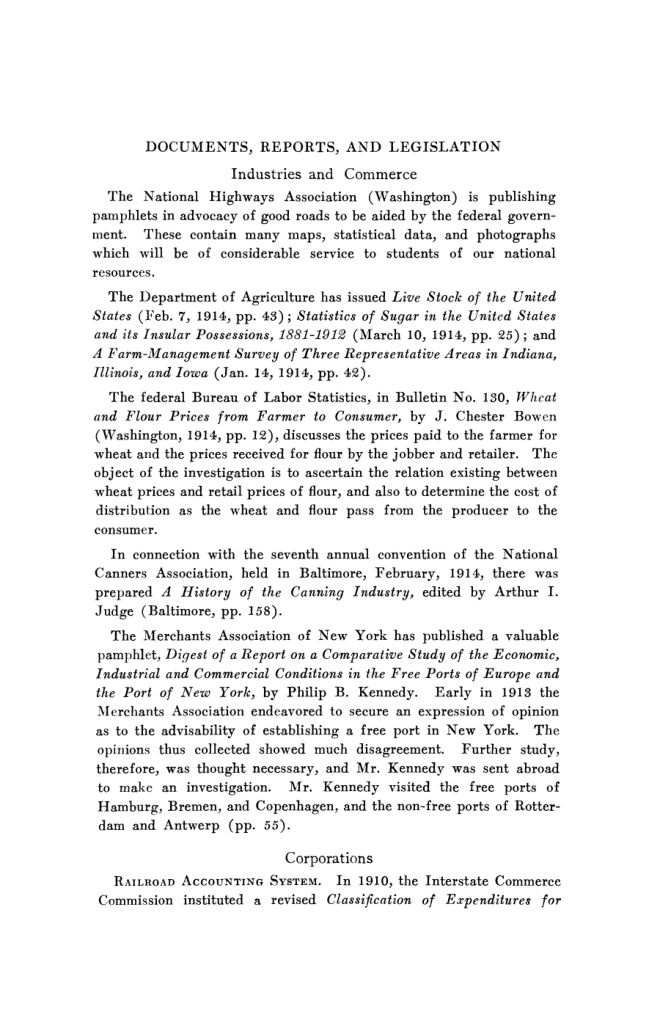 DOCUMENTS, REPORTS, AND LEGISLATION
Industries and Commerce
The National Highways Association (Washington) is publishing
pamphlets in advocacy of good roads to be aided by the federal govern-
ment. These contain many maps, statistical data, and photographs
which will be of considerable service to students of our national
resources.
The Department of Agriculture has issued Live Stock of the United
States (Feb. 7, 1914, pp. 43); Statistics of Sugar in the United States
and its Insular Possessions, 1881-1912 (March 10, 1914, pp. 25); and
A Farm-Management Survey of Three Representative Areas in Indiana,
Illinois, and Iowa (Jan. 14, 1914, pp. 42).
The federal Bureau of Labor Statistics, in Bulletin No. 130, Wheat
and Flour Prices from Farmer to Consumer, by J. Chester Bowen
(Washington, 1914, pp. 12), discusses the prices paid to the farmer for
wheat and the prices received for flour by the jobber and retailer. The
object of the investigation is to ascertain the relation existing between
wheat prices and retail prices of flour, and also to determine the cost of
distribution as the wheat and flour pass from the producer to the
consumer.
In connection with the seventh annual convention of the National
Canners Association, held in Baltimore, February, 1914, there was
prepared A History of the Canning Industry, edited by Arthur I.
Judge (Baltimore, pp. 158).
The Merchants Association of New York has published a valuable
pamphlet, Digest of a Report on a Comparative Study of the Economic,
Industrial and Commercial Conditions in the Free Ports of Europe and
the Port of New York, by Philip B. Kennedy. Early in 1913 the
Merchants Association endeavored to secure an expression of opinion
as to the advisability of establishing a free port in New York. The
opinions thus collected showed much disagreement. Further study,
therefore, was thought necessary, and Mr. Kennedy was sent abroad
to make an investigation. Mr. Kennedy visited the free ports of
Hamburg, Bremen, and Copenhagen, and the non-free ports of Rotter-
dam and Antwerp (pp. 55).
Corporations
RAILROAD ACCOUNTING SYSTEM. In 1910, the Interstate Commerce
Commission instituted a revised Classification of Expenditures for